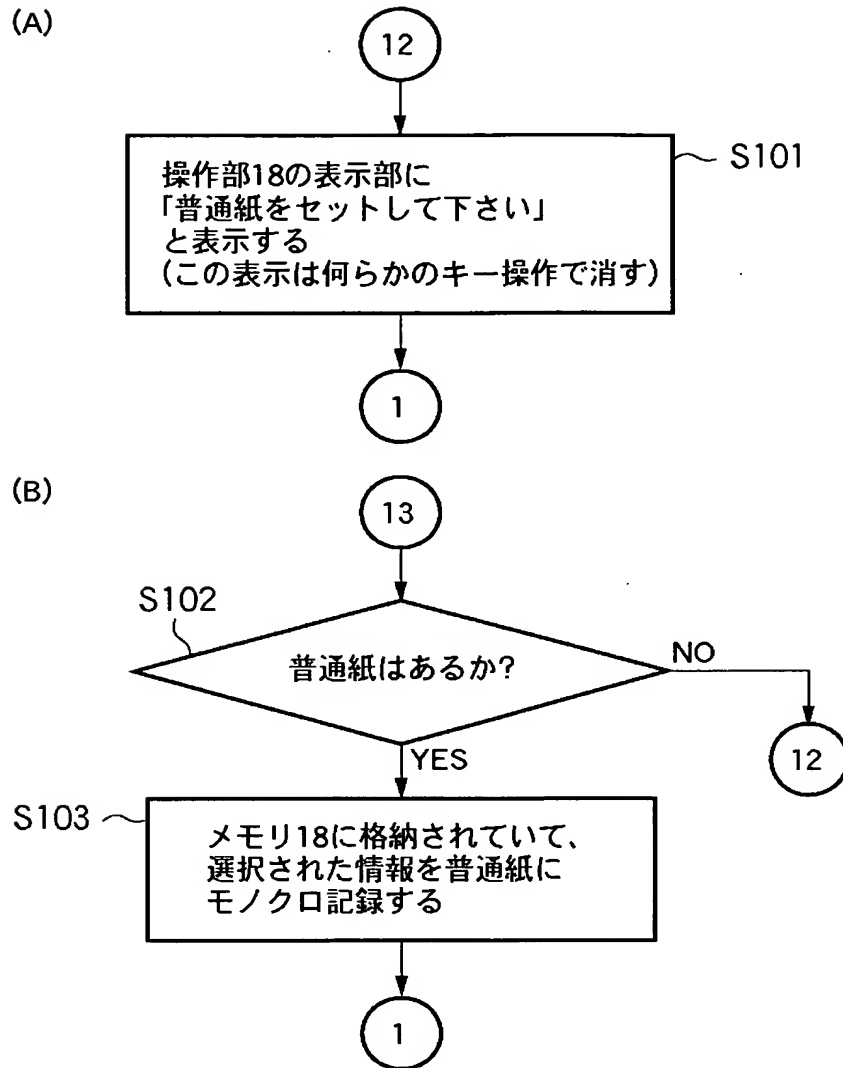 (A)
12
S101
操作部18の表示部に
「普通紙をセットして下さい」
と表示する
(この表示は何らかのキー操作で消す)
1
(B)
13
S102
普通紙はあるか?
NO
YES
12
S103
メモリ18に格納されていて、
選択された情報を普通紙に
モノクロ記録する
1